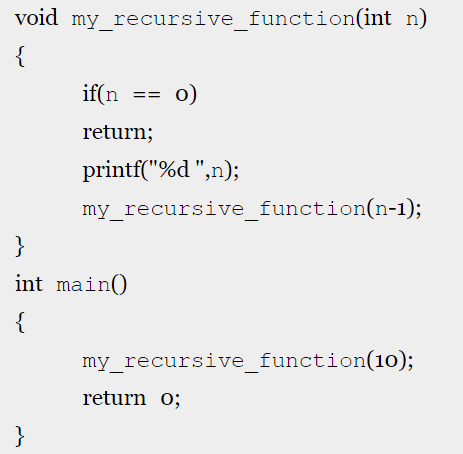 void my_recursive_function(int n)
{
if(n == 0)
return;
printf("%d ",n);
my_recursive_function(n-1);
}
int main()
{
my_recursive_function(10);
return 0;
}